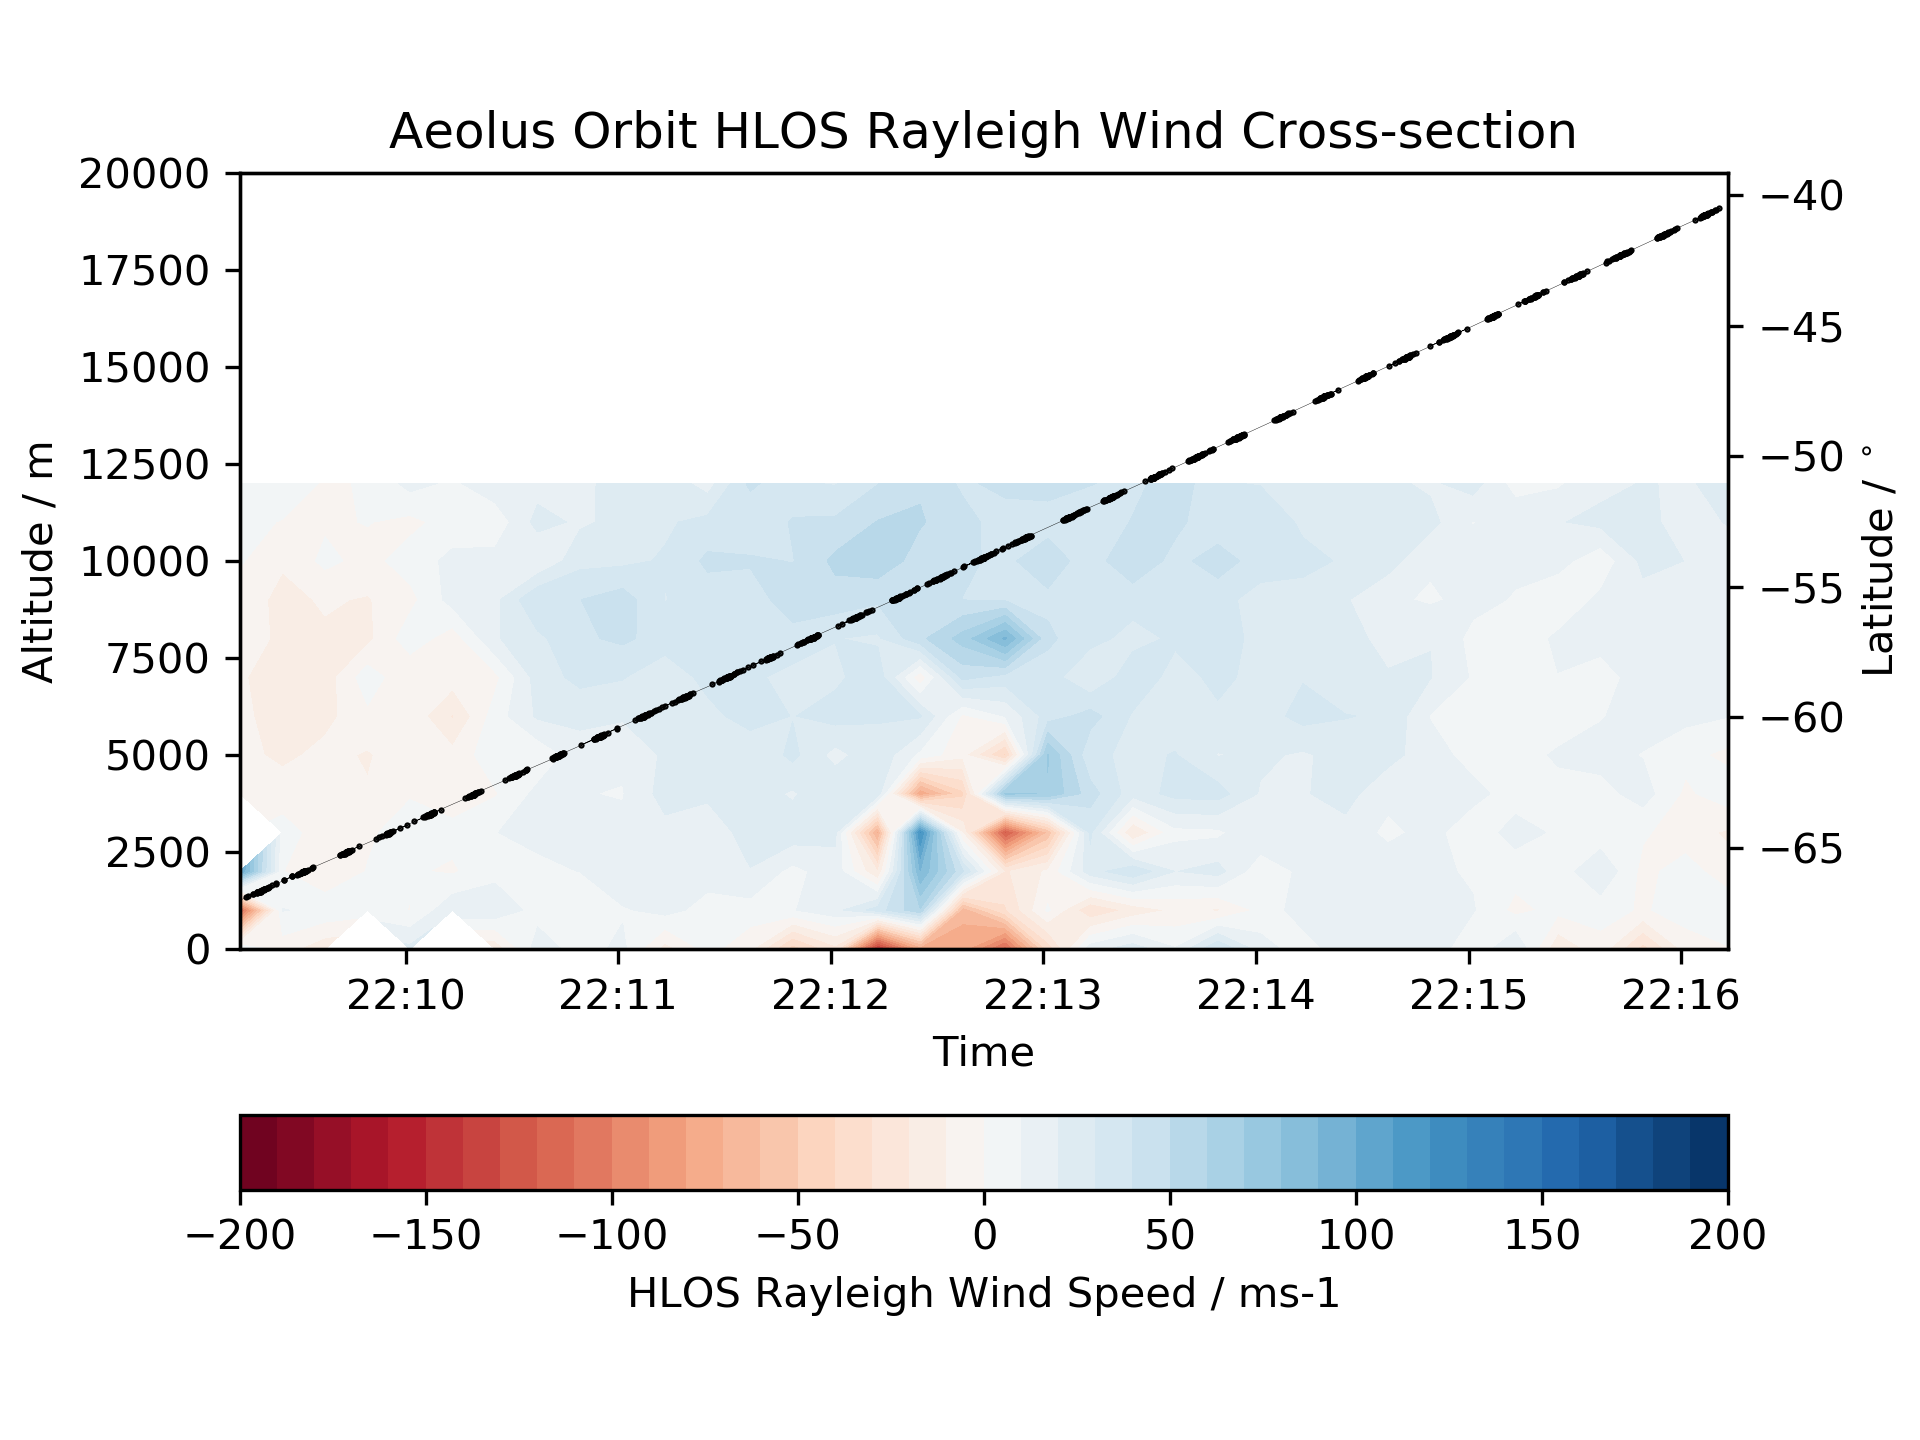 Aeolus Orbit HLOS Rayleigh Wind Cross-section
20000
17500
15000
12500
10000
7500
5000
2500
0
Altitude / m
−40
−45
−50
−55
−60
−65
Latitude / °
22:10 22:11 22:12 22:13 22:14 22:15 22:16
Time
−200 −150 −100 −50 0 50 100 150 200
HLOS Rayleigh Wind Speed / ms-1